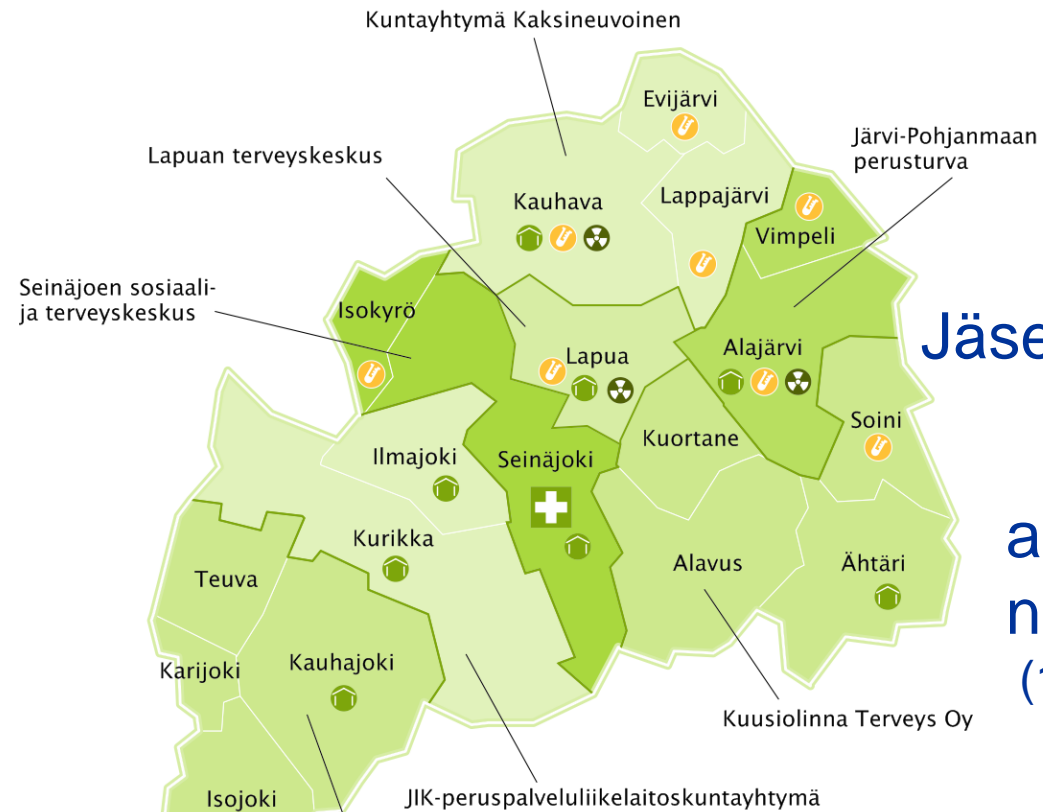 Kuntayhtymä Kaksineuvoinen
Evijärvi
Järvi-Pohjanmaan
perusturva
Lapuan terveyskeskus
Kauhava
Lappajärvi
Vimpeli
Seinäjoen sosiaali-
ja terveyskeskus
Isokyrö
Lapua
Alajärvi
Jäse
Soini
Kuortane
Ilmajoki
Seinäjoki
Kurikka
Alavus
Ähtäri
a
n
(1
Teuva
Karijoki
Kauhajoki
Kuusiolinna Terveys Oy
Isojoki
JIK-peruspalveluliikelaitoskuntayhtymä